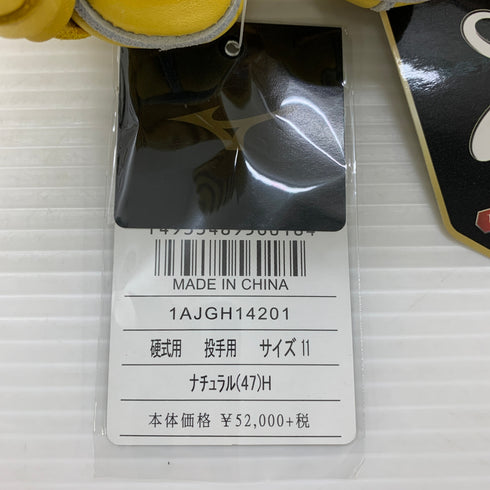 MADE IN CHINA
1AJGH14201
硬式用 投手用 サイズ 11
ナチュラル(47)H
本体価格 ¥52,000+税